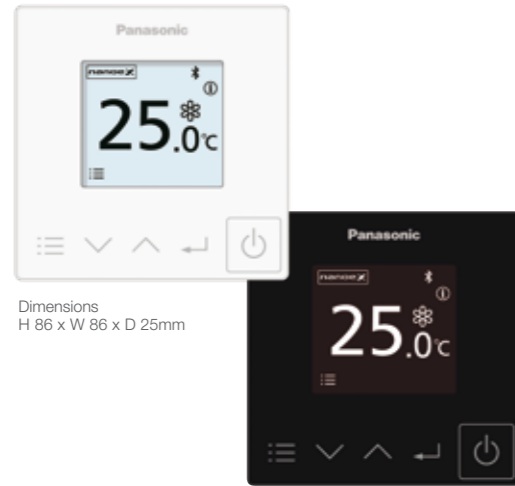 Panasonic
nanoe X
25.0℃
Dimensions
H 86 x W 86 x D 25mm
Panasonic
nanoe X
25.0℃